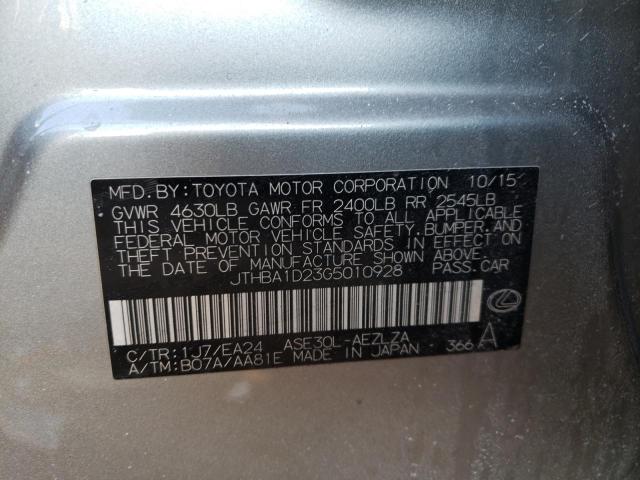 MFD.BY:TOYOTA MOTOR CORPORATION 10/15
GVWR 4630LB GAWR FR 2400LB RR 2545LB
THIS VEHICLE CONFORMS TO ALL APPLICABLE
FEDERAL MOTOR VEHICLE SAFETY,BUMPER,AND
THEFT PREVENTION STANDARDS IN EFFECT ON
THE DATE OF MANUFACTURE SHOWN ABOVE.
JTHBA1D23G5010928 PASS.CAR
C/TR:1J7/EA24 ASE30L-AEZLZA
A/TM:B07A/AA81E MADE IN JAPAN 366 A